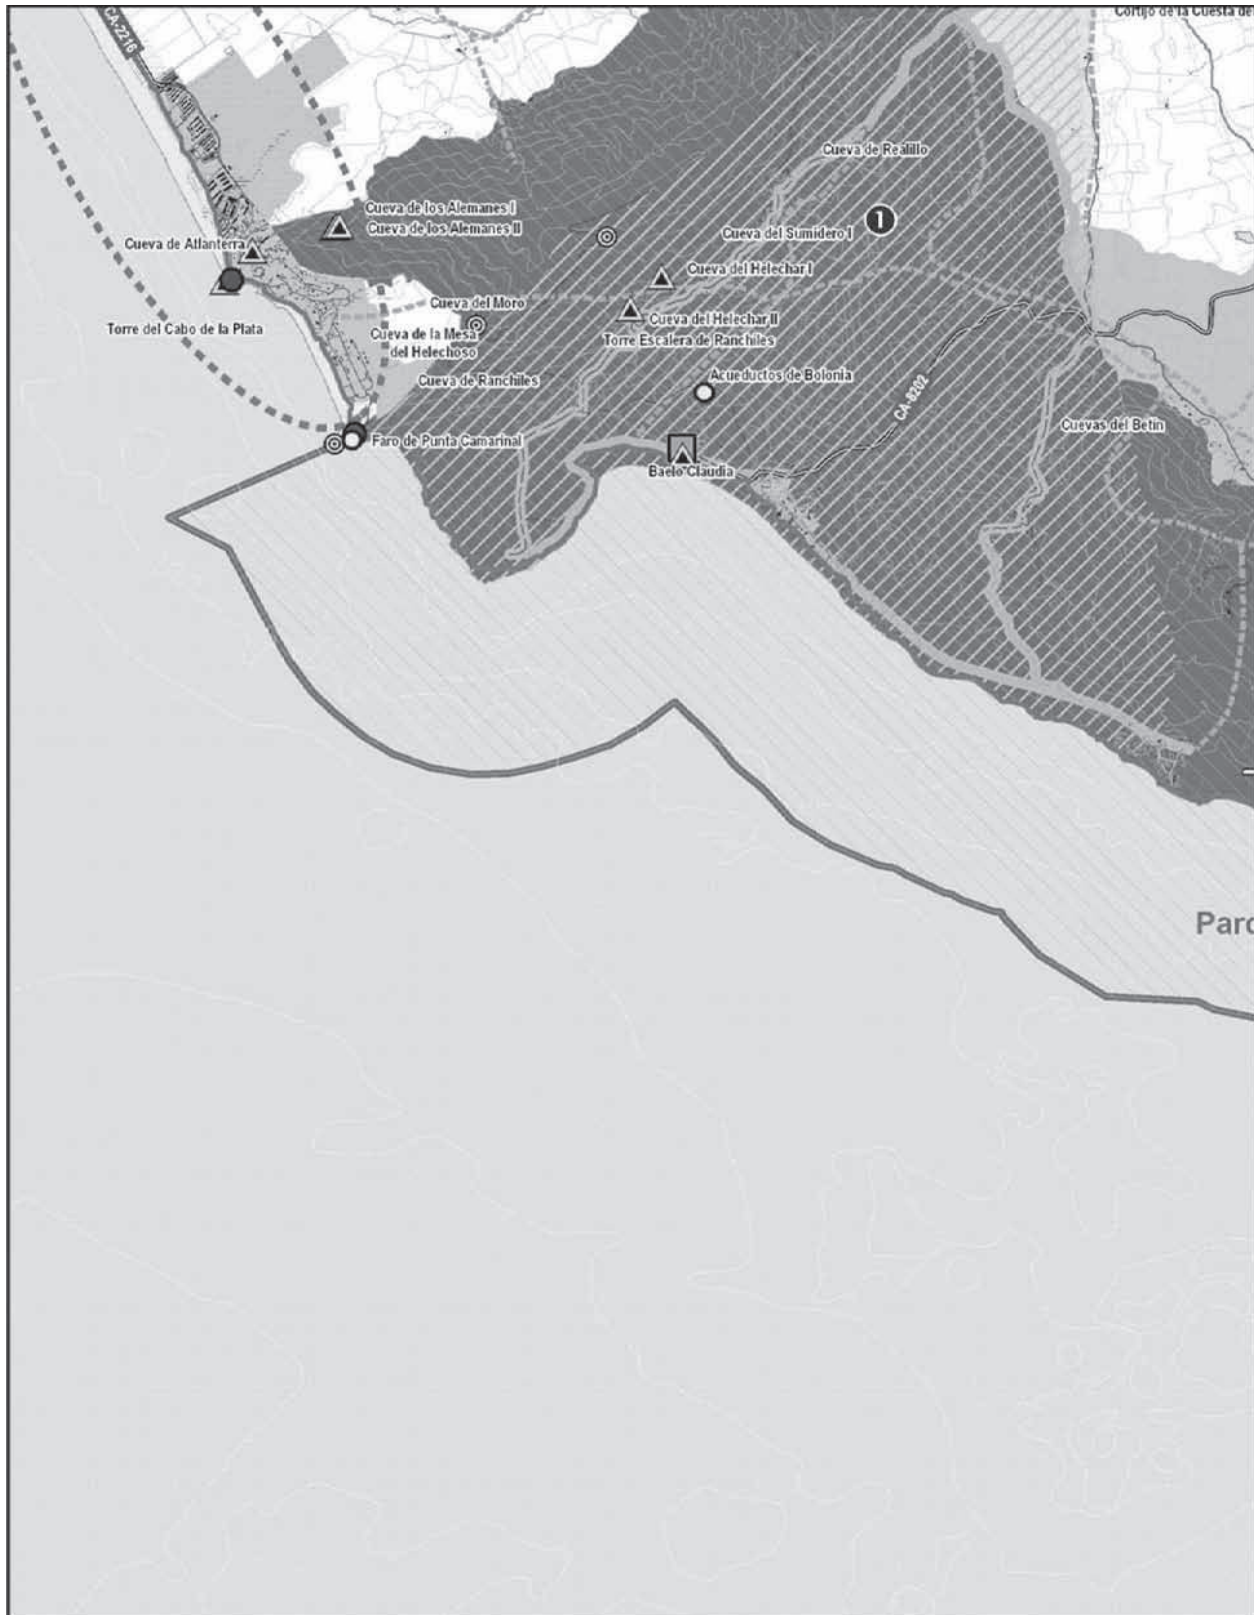 Cortijo de la Cuesta de
CA-2216
Cueva de Realillo
1
Cueva de los Alemanes I
Cueva de los Alemanes II
Cueva del Sumidero I
Cueva de Atlanterra
Cueva del Helechar I
Cueva del Moro
Cueva del Helechar II
Torre del Cabo de la Plata
Cueva de la Mesa
del Helechoso
Torre Escalera de Ranchiles
Cueva de Ranchiles
Acueductos de Bolonia
CA-8202
Cuevas del Betín
Faro de Punta Camarinal
Baelo Claudia
Parq